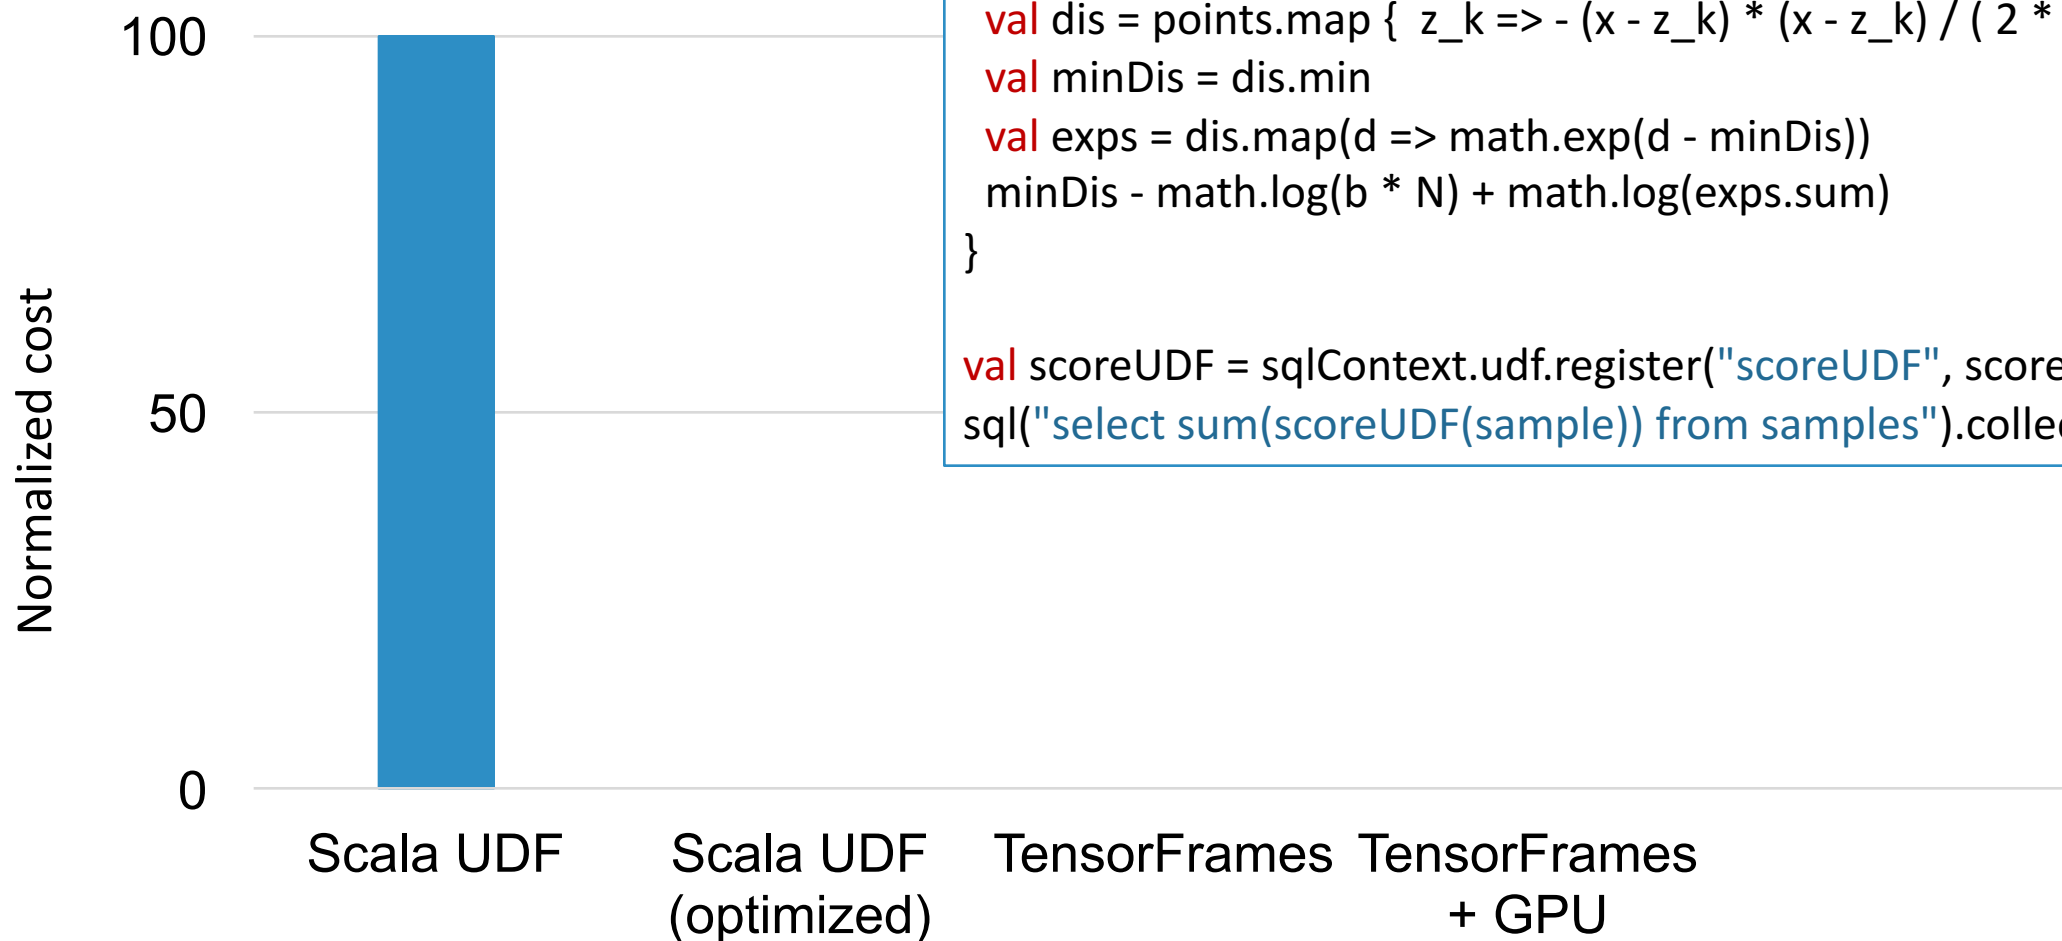 100
50
0
Normalized cost
val dis = points.map { z_k => - (x - z_k) * (x - z_k) / ( 2 *
val minDis = dis.min
val exps = dis.map(d => math.exp(d - minDis))
minDis - math.log(b * N) + math.log(exps.sum)
}
val scoreUDF = sqlContext.udf.register("scoreUDF", score
sql("select sum(scoreUDF(sample)) from samples").colle
Scala UDF
Scala UDF
(optimized)
TensorFrames
TensorFrames
+ GPU